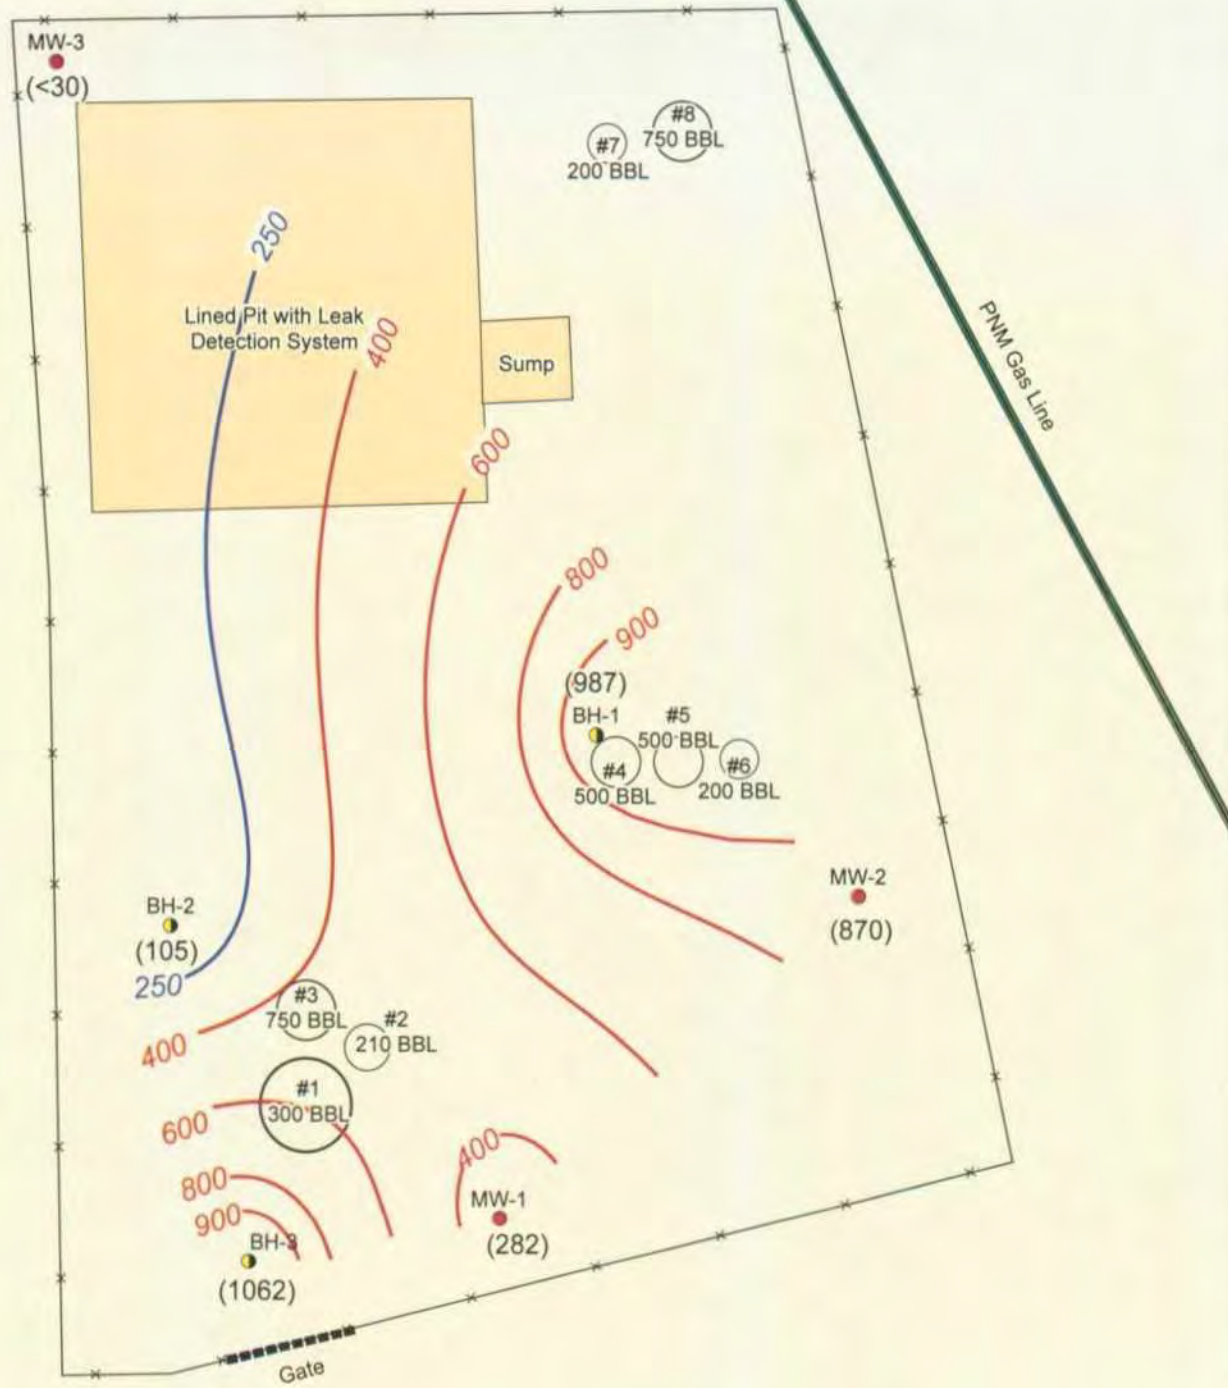 MW-3
(<30)
#7
200 BBL
#8
750 BBL
250
Lined Pit with Leak
Detection System
400
Sump
PNM Gas Line
600
800
900
(987)
BH-1
#5
500 BBL
#4
500 BBL
#6
200 BBL
MW-2
(870)
BH-2
(105)
250
#3
750 BBL
#2
210 BBL
400
#1
300 BBL
600
400
800
MW-1
(282)
900
BH-3
(1062)
Gate